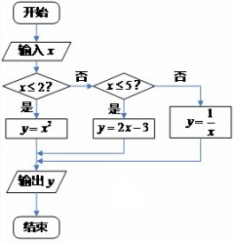 开始
输入 x
x≤2?
否
x≤5?
否
是
是
y=x²
y=2x-3
y=1/x
输出 y
结束